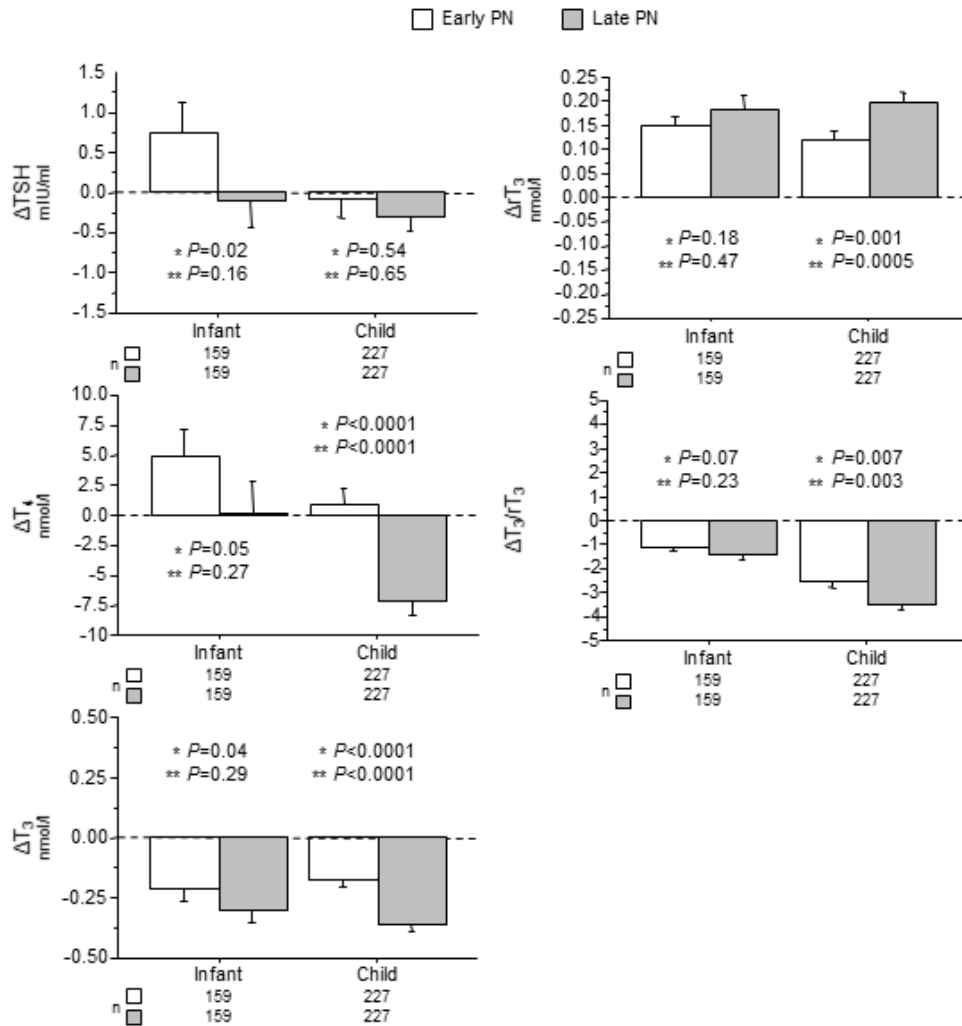 Early PN Late PN
ΔTSH
mIU/ml
1.5
1.0
0.5
0.0
-0.5
-1.0
-1.5
* P=0.02 * P=0.54
** P=0.16 ** P=0.65
Infant Child
159 227
n 159 227
ΔrT3
nmol/l
0.25
0.20
0.15
0.10
0.05
0.00
-0.05
-0.10
-0.15
-0.20
-0.25
* P=0.18 * P=0.001
** P=0.47 ** P=0.0005
Infant Child
159 227
n 159 227
ΔT4
nmol/l
10.0
7.5
5.0
2.5
0.0
-2.5
-5.0
-7.5
-10
* P<0.0001
** P<0.0001
* P=0.05
** P=0.27
Infant Child
159 227
n 159 227
ΔT3/rT3
5
4
3
2
1
0
-1
-2
-3
-4
-5
* P=0.07 * P=0.007
** P=0.23 ** P=0.003
Infant Child
159 227
n 159 227
ΔT3
nmol/l
0.50
0.25
0.00
-0.25
-0.50
* P=0.04 * P<0.0001
** P=0.29 ** P<0.0001
Infant Child
159 227
n 159 227